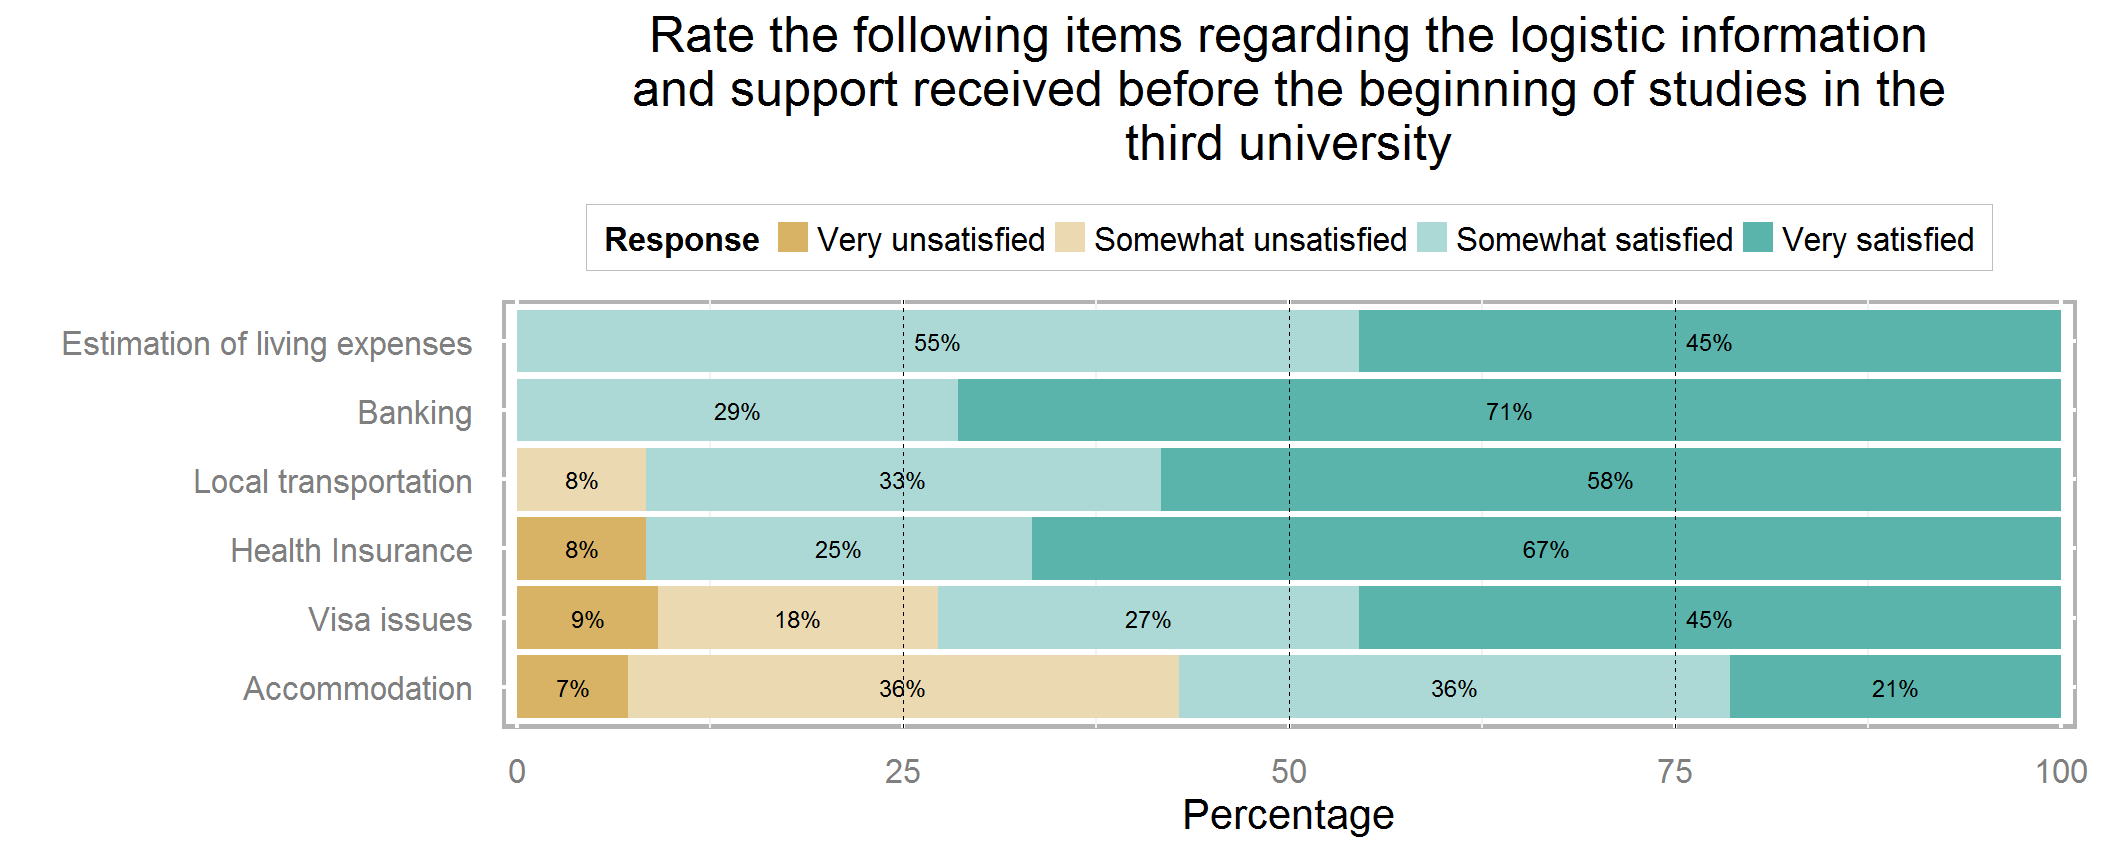 Rate the following items regarding the logistic information
and support received before the beginning of studies in the
third university
Response Very unsatisfied Somewhat unsatisfied Somewhat satisfied Very satisfied
Estimation of living expenses 55% 45%
Banking 29% 71%
Local transportation 8% 33% 58%
Health Insurance 8% 25% 67%
Visa issues 9% 18% 27% 45%
Accommodation 7% 36% 36% 21%
0 25 50 75 100
Percentage